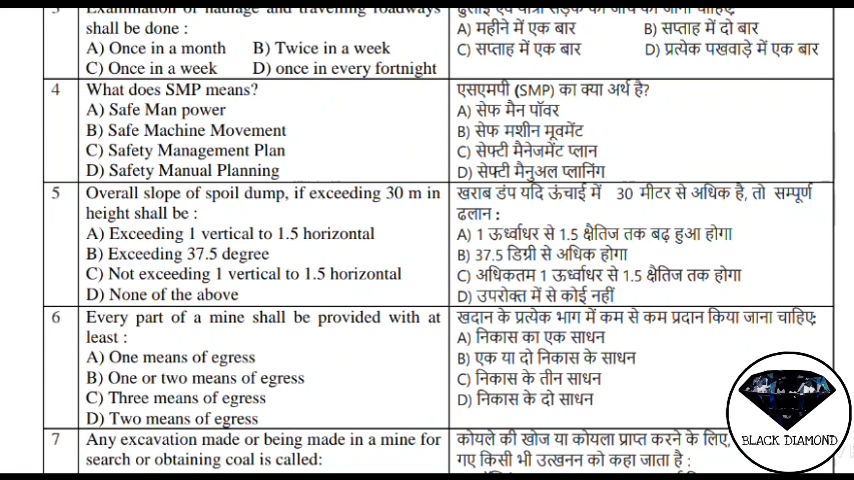 3 Examination of haulage and travelling roadways
shall be done :
A) Once in a month B) Twice in a week
C) Once in a week D) once in every fortnight
ढुलाई एवं यात्रा सड़क की जांच की जानी चाहिए:
A) महीने में एक बार B) सप्ताह में दो बार
C) सप्ताह में एक बार D) प्रत्येक पखवाड़े में एक बार
4 What does SMP means?
A) Safe Man power
B) Safe Machine Movement
C) Safety Management Plan
D) Safety Manual Planning
एसएमपी (SMP) का क्या अर्थ है?
A) सेफ मैन पॉवर
B) सेफ मशीन मूवमेंट
C) सेफ्टी मैनेजमेंट प्लान
D) सेफ्टी मैनुअल प्लानिंग
5 Overall slope of spoil dump, if exceeding 30 m in
height shall be :
A) Exceeding 1 vertical to 1.5 horizontal
B) Exceeding 37.5 degree
C) Not exceeding 1 vertical to 1.5 horizontal
D) None of the above
खराब डंप यदि ऊंचाई में 30 मीटर से अधिक है, तो सम्पूर्ण
ढलान :
A) 1 ऊर्ध्वाधर से 1.5 क्षैतिज तक बढ़ हुआ होगा
B) 37.5 डिग्री से अधिक होगा
C) अधिकतम 1 ऊर्ध्वाधर से 1.5 क्षैतिज तक होगा
D) उपरोक्त में से कोई नहीं
6 Every part of a mine shall be provided with at
least :
A) One means of egress
B) One or two means of egress
C) Three means of egress
D) Two means of egress
खदान के प्रत्येक भाग में कम से कम प्रदान किया जाना चाहिए:
A) निकास का एक साधन
B) एक या दो निकास के साधन
C) निकास के तीन साधन
D) निकास के दो साधन
7 Any excavation made or being made in a mine for
search or obtaining coal is called:
कोयले की खोज या कोयला प्राप्त करने के लिए,
गए किसी भी उत्खनन को कहा जाता है :
BLACK DIAMOND